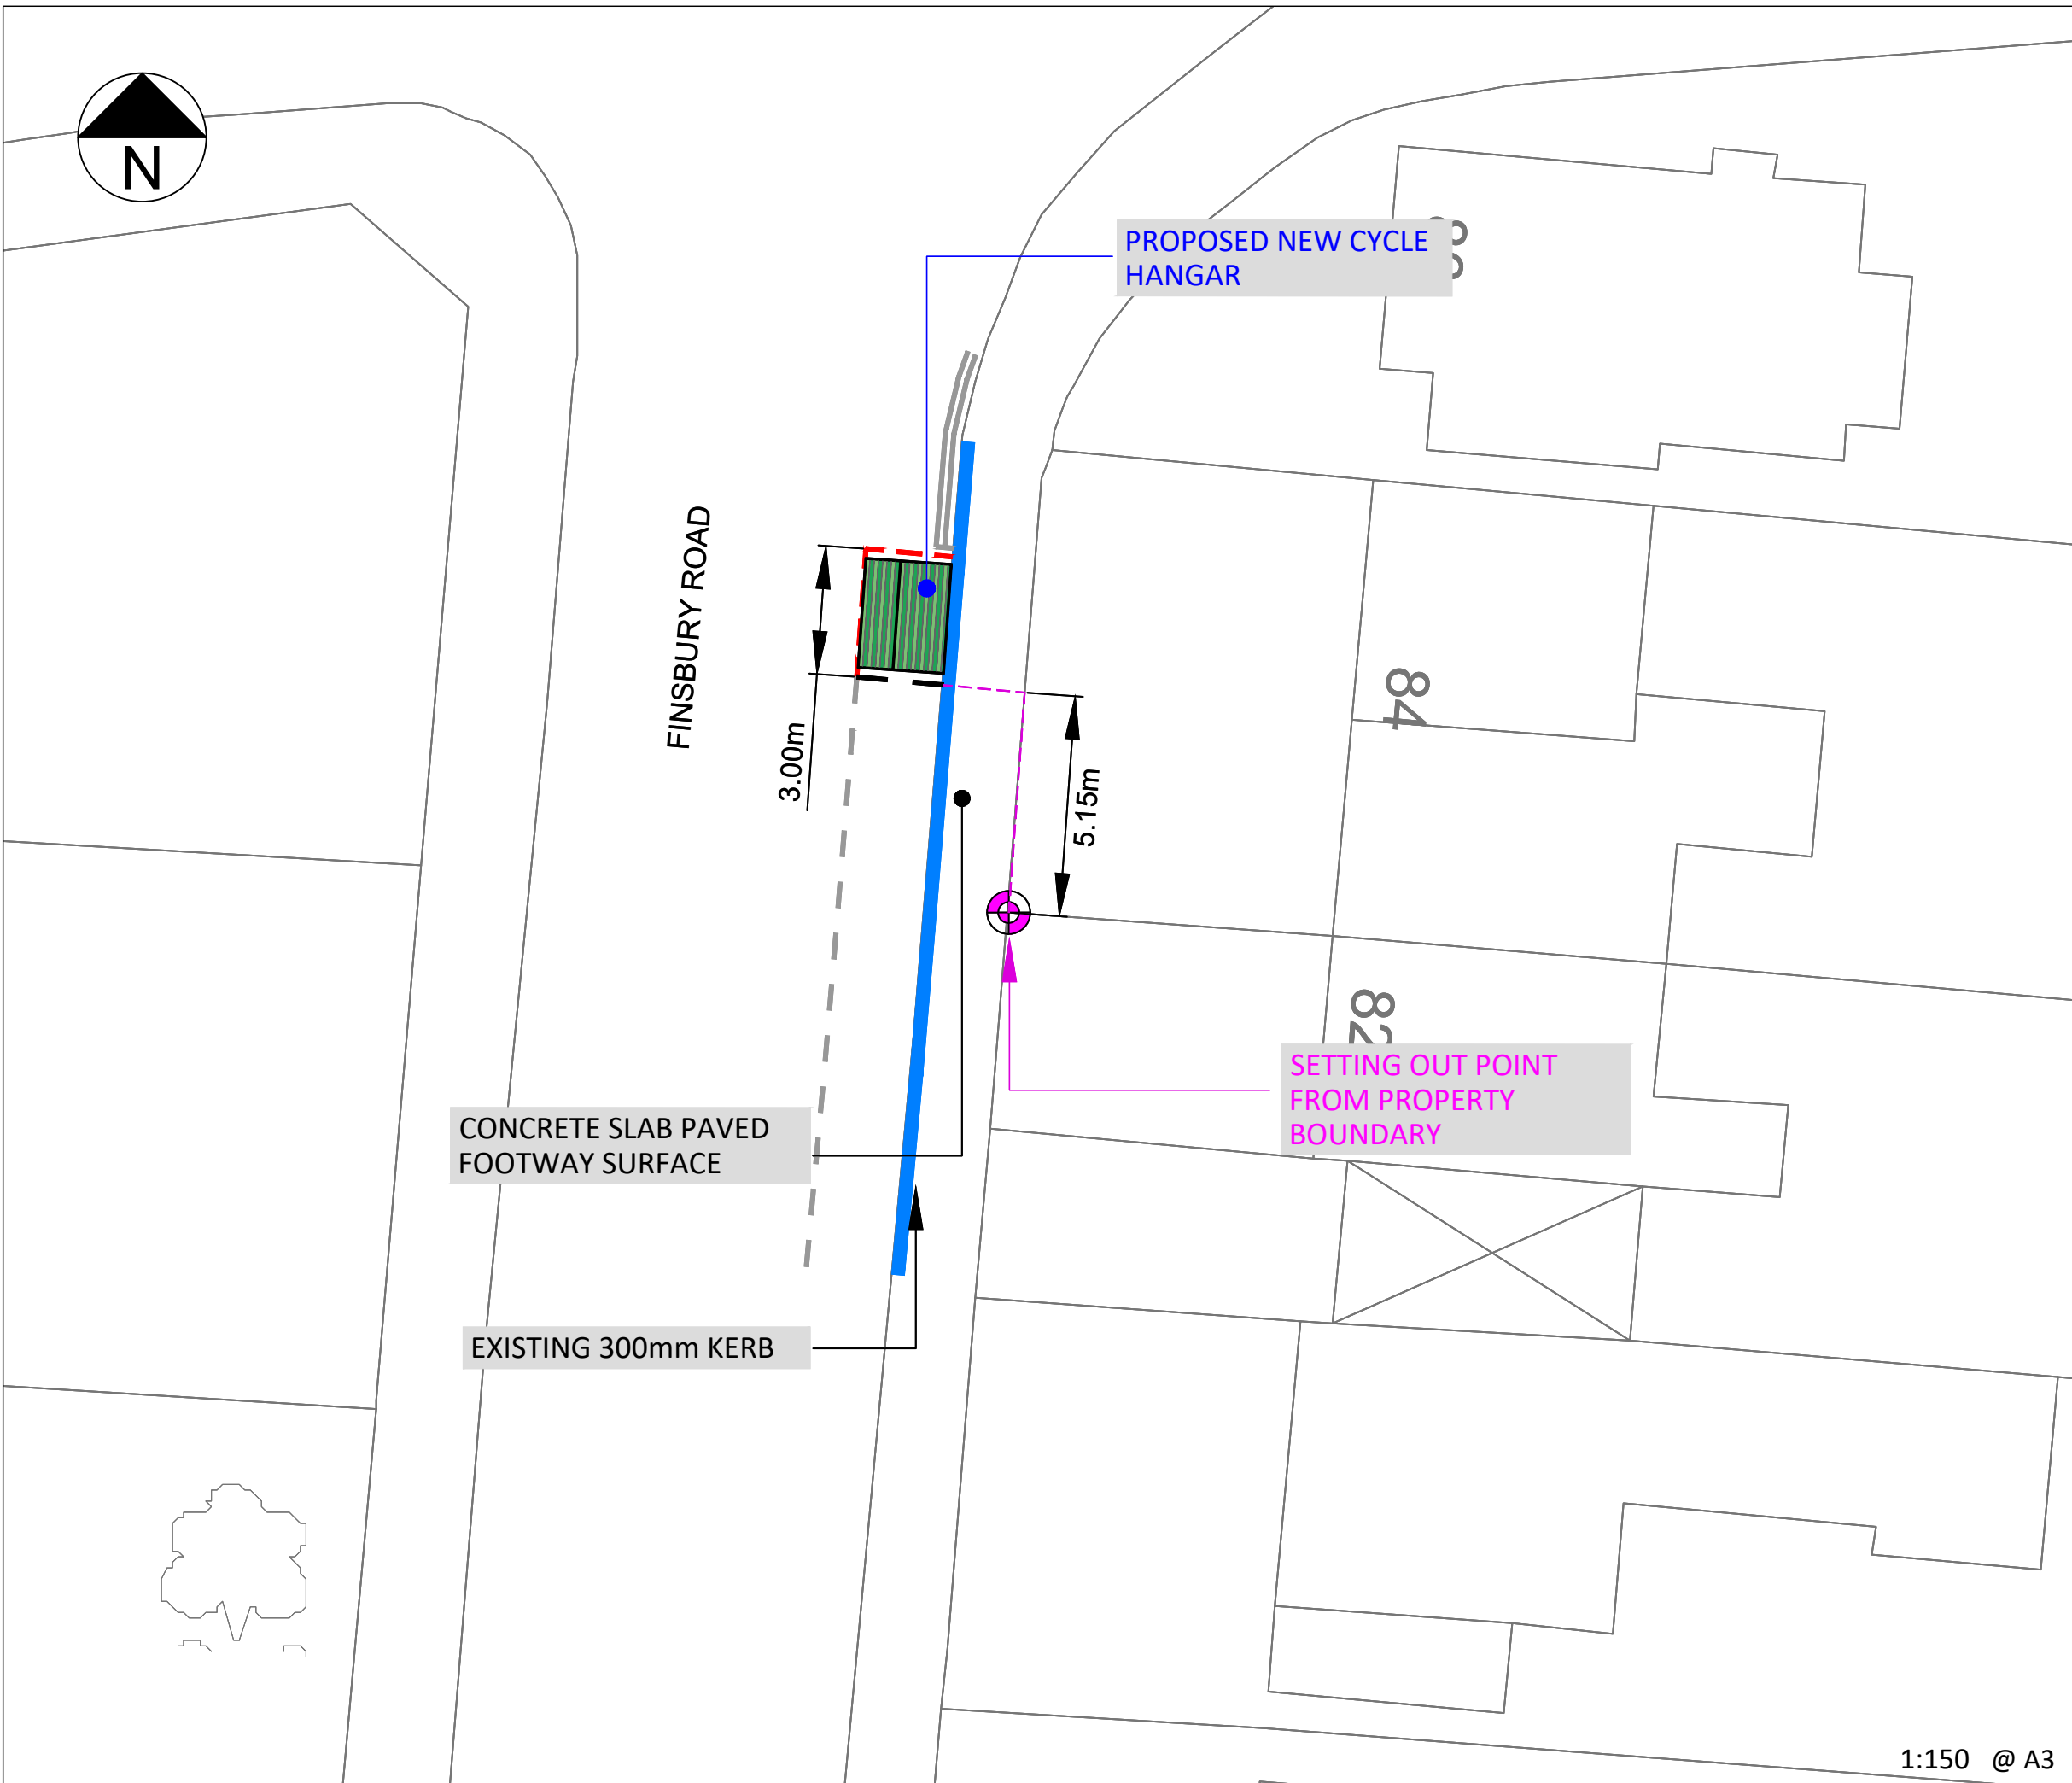 N
PROPOSED NEW CYCLE
HANGAR
FINSBURY ROAD
3.00m
84
5.15m
82
SETTING OUT POINT
FROM PROPERTY
BOUNDARY
CONCRETE SLAB PAVED
FOOTWAY SURFACE
EXISTING 300mm KERB
1:150 @ A3